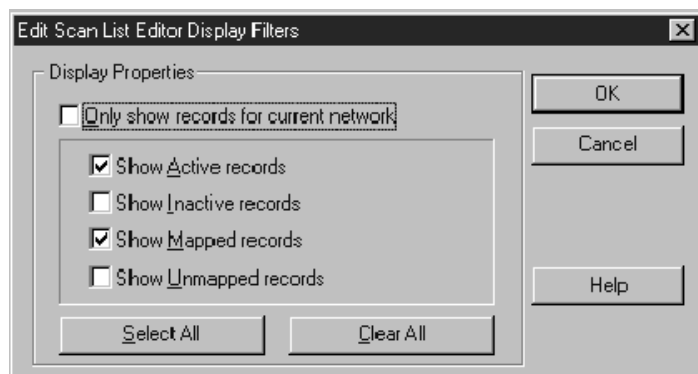 Edit Scan List Editor Display Filters
Display Properties
Only show records for current network
Show Active records
Show Inactive records
Show Mapped records
Show Unmapped records
Select All
Clear All
OK
Cancel
Help